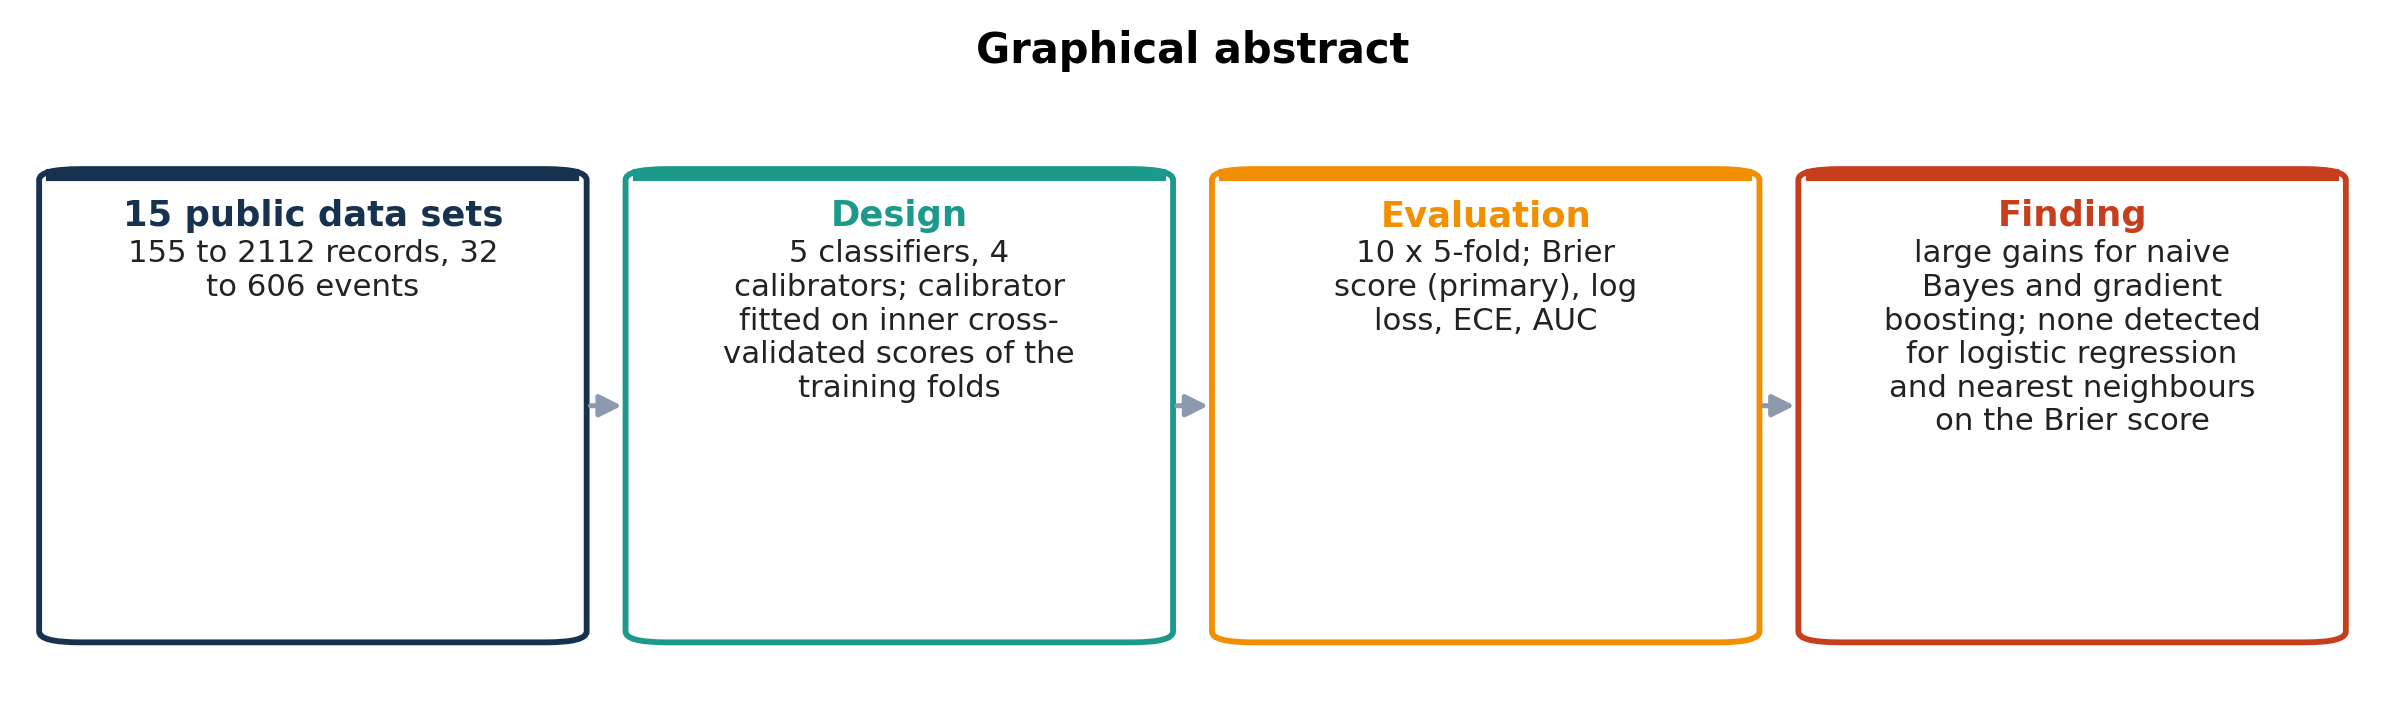 Graphical abstract
15 public data sets
155 to 2112 records, 32
to 606 events
Design
5 classifiers, 4
calibrators; calibrator
fitted on inner cross-
validated scores of the
training folds
Evaluation
10 x 5-fold; Brier
score (primary), log
loss, ECE, AUC
Finding
large gains for naive
Bayes and gradient
boosting; none detected
for logistic regression
and nearest neighbours
on the Brier score